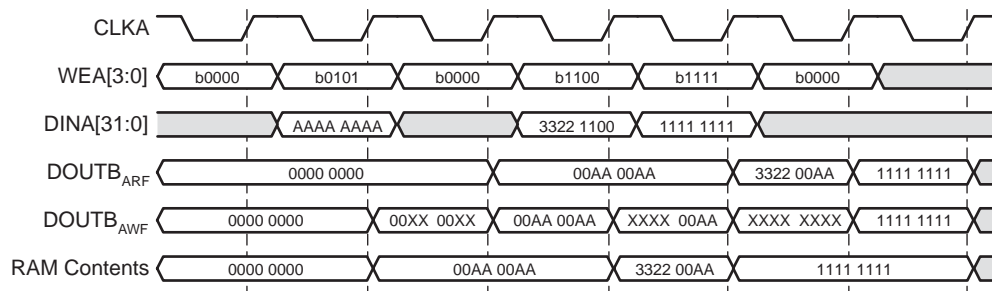 CLKA
WEA[3:0] b0000 b0101 b0000 b1100 b1111 b0000
DINA[31:0] AAAA AAAA 3322 1100 1111 1111
DOUTB_ARF 0000 0000 00AA 00AA 3322 00AA 1111 1111
DOUTB_AWF 0000 0000 00XX 00XX 00AA 00AA XXXX 00AA XXXX XXXX 1111 1111
RAM Contents 0000 0000 00AA 00AA 3322 00AA 1111 1111